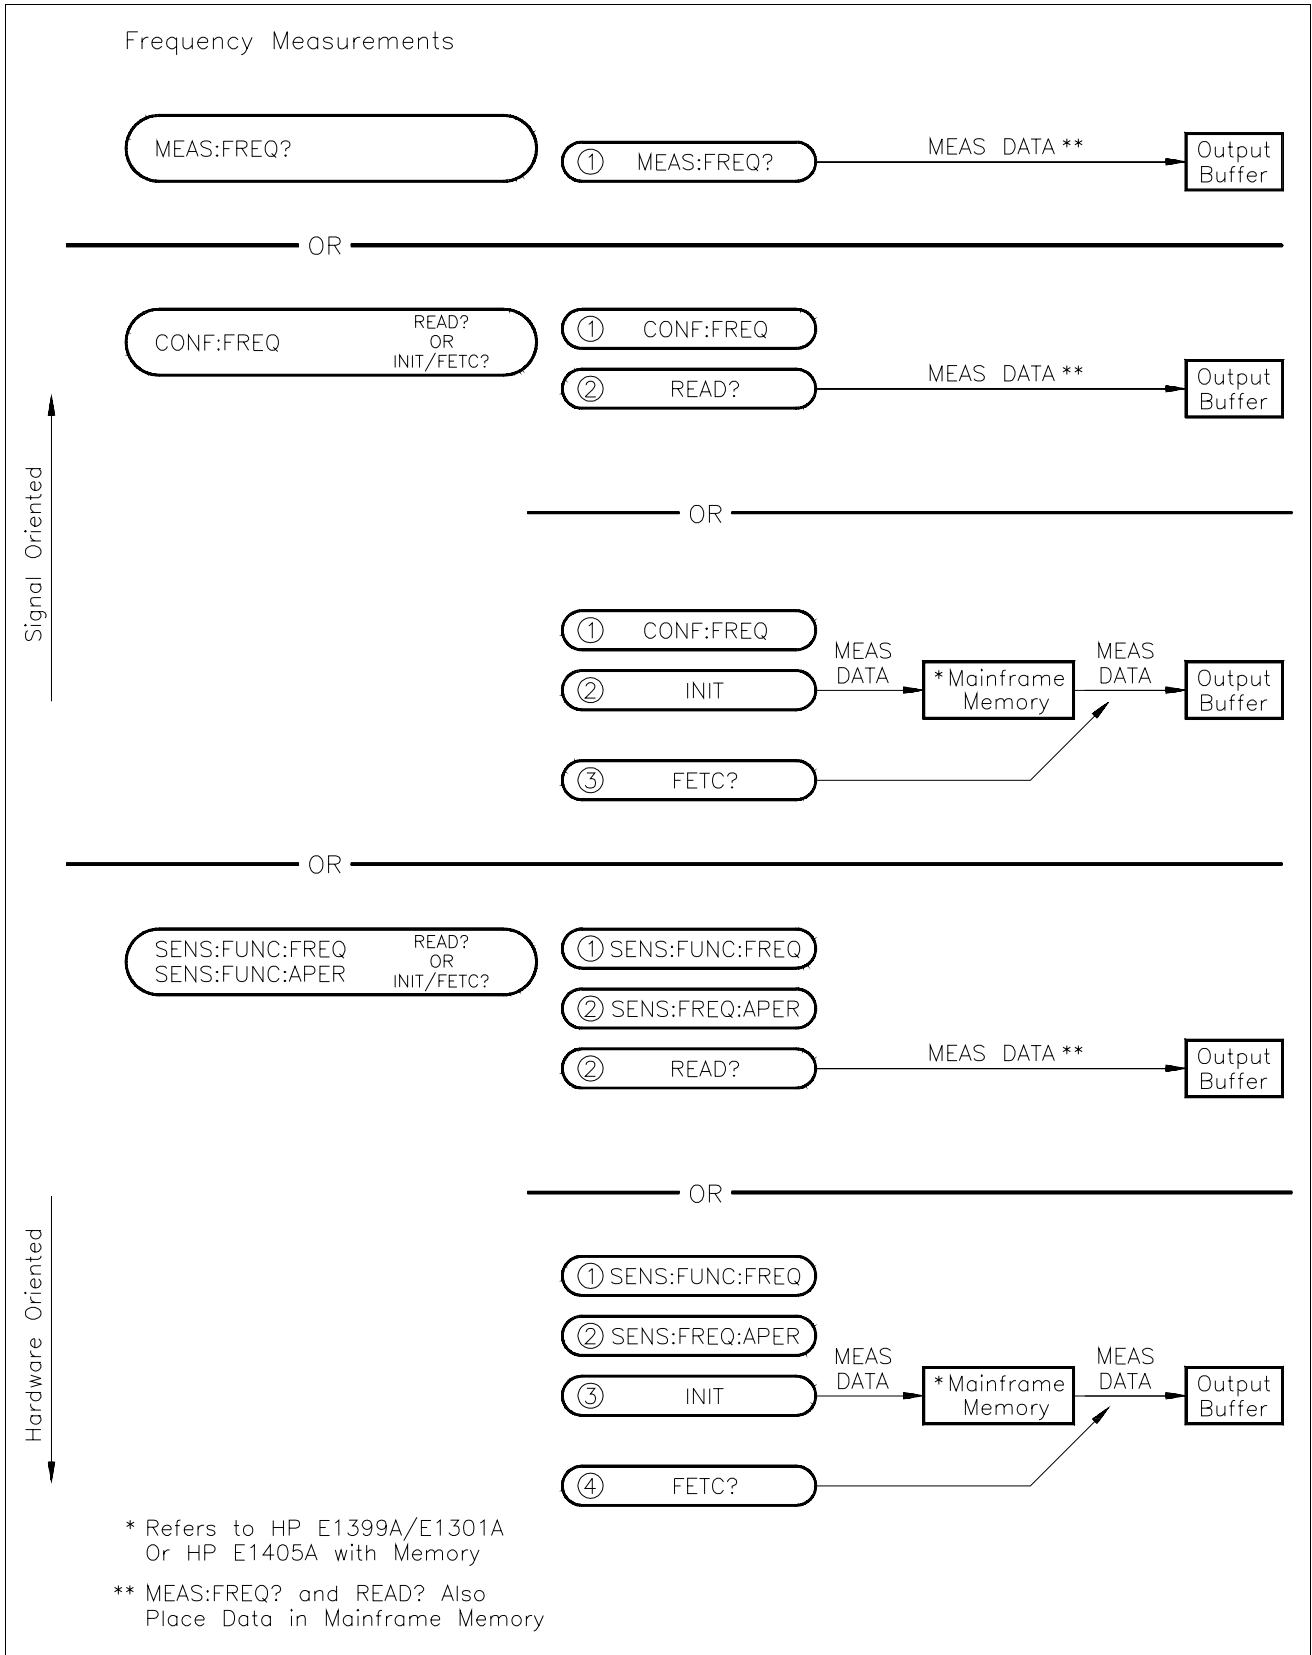 Frequency Measurements
MEAS:FREQ?
① MEAS:FREQ?
MEAS DATA **
Output
Buffer
OR
CONF:FREQ
READ?
OR
INIT/FETC?
① CONF:FREQ
② READ?
MEAS DATA **
Output
Buffer
Signal Oriented
OR
① CONF:FREQ
② INIT
MEAS
DATA
* Mainframe
Memory
MEAS
DATA
Output
Buffer
③ FETC?
OR
SENS:FUNC:FREQ
SENS:FUNC:APER
READ?
OR
INIT/FETC?
① SENS:FUNC:FREQ
② SENS:FREQ:APER
② READ?
MEAS DATA **
Output
Buffer
OR
Hardware Oriented
① SENS:FUNC:FREQ
② SENS:FREQ:APER
③ INIT
MEAS
DATA
* Mainframe
Memory
MEAS
DATA
Output
Buffer
④ FETC?
* Refers to HP E1399A/E1301A
Or HP E1405A with Memory
** MEAS:FREQ? and READ? Also
Place Data in Mainframe Memory